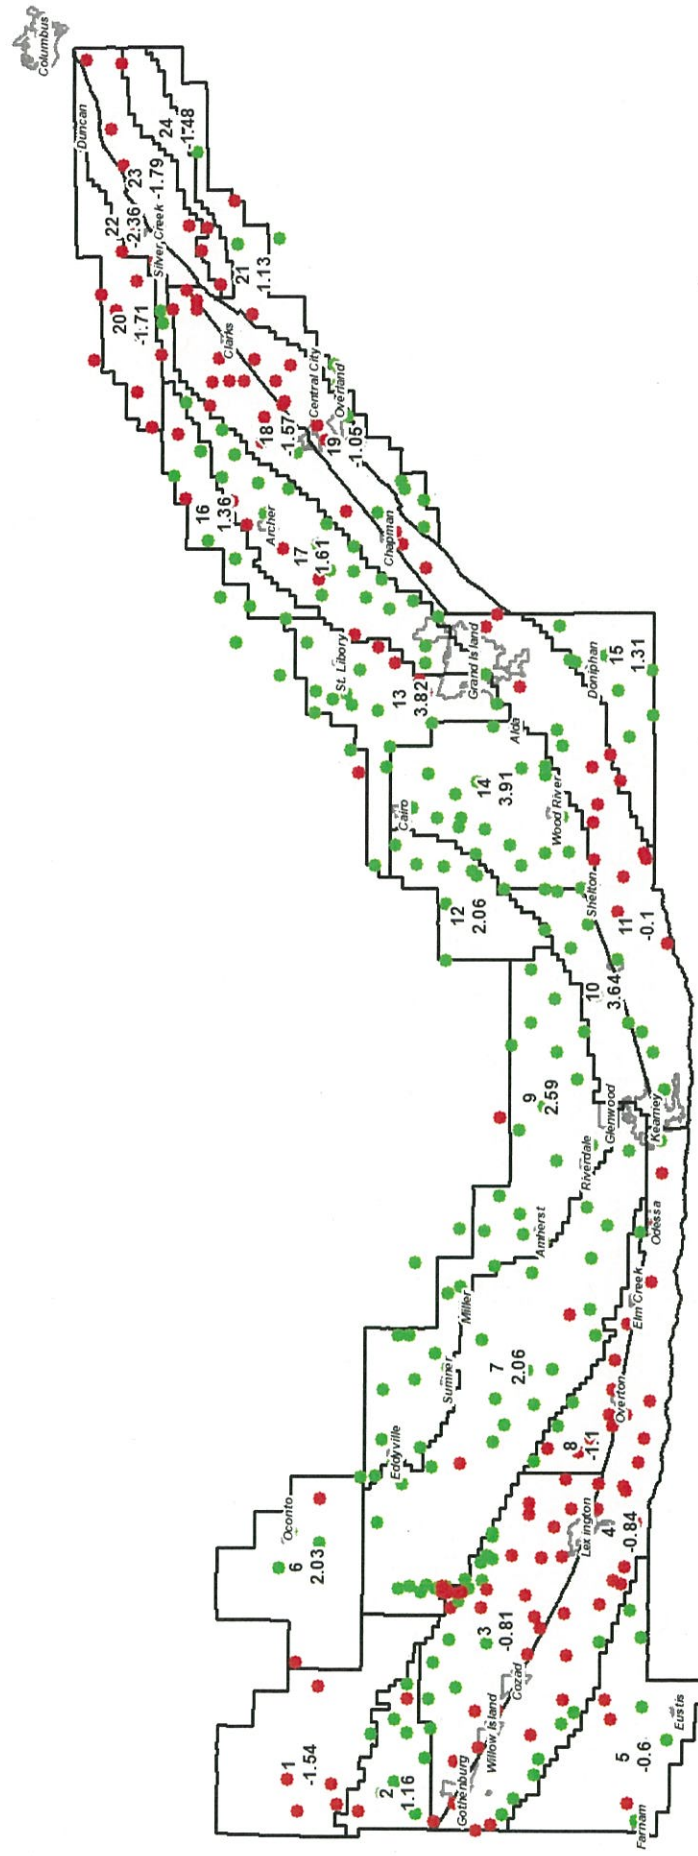 Columbus
Duncan
24
-1.48
23
-1.79
22
-2.36
Silver Creek
21
1.13
20
-1.71
Clarks
Central City
Overland
18
-1.57
19
-1.05
16
1.36
Archer
17
1.61
Chapman
St. Libory
13
3.82
Grand Island
Doniphan
15
1.31
Alda
Cairo
14
3.91
Wood River
12
2.06
Shelton
11
-0.1
10
3.64
9
2.59
Glenwood
Kearney
Riverdale
Amherst
Odessa
Miller
Elm Creek
Sumner
7
2.06
Overton
8
-1.1
Eddyville
Oconto
6
2.03
Lexington
4
-0.84
3
-0.81
Cozad
Willow Island
Gothenburg
1
-1.54
2
1.16
5
-0.6
Eustis
Farnam